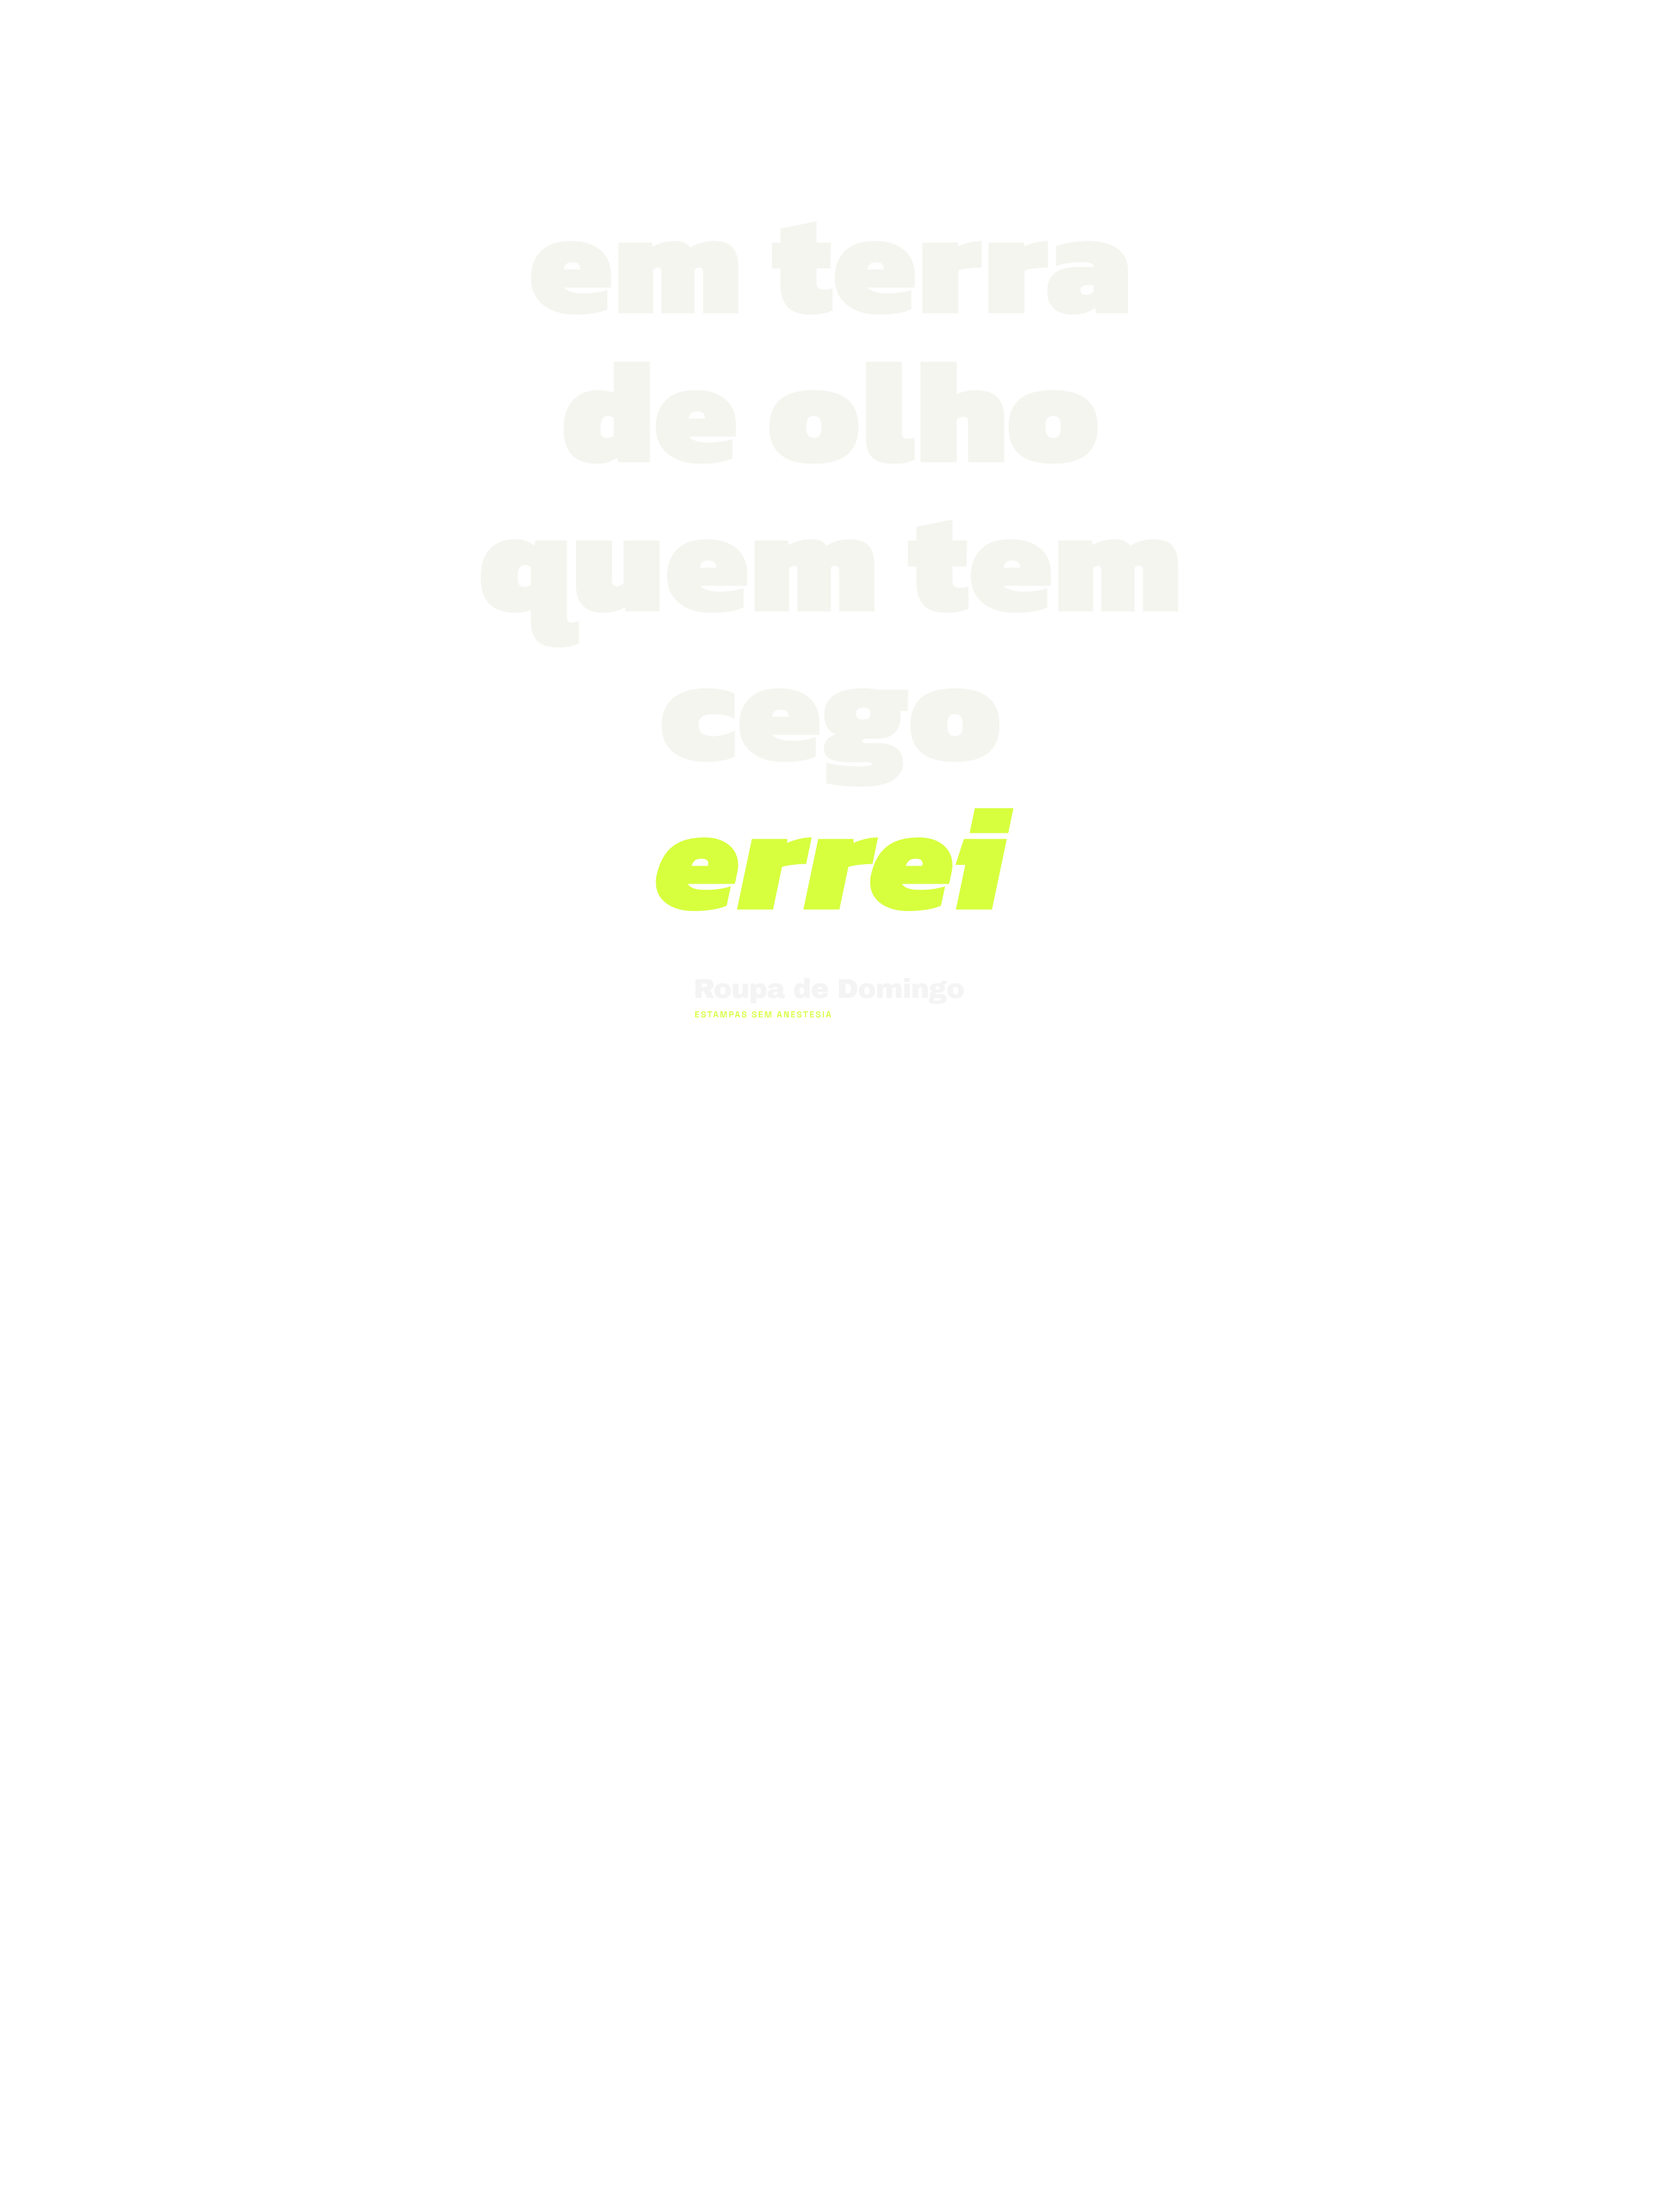 em terra
de olho
quem tem
cego
errei
Roupa de Domingo
ESTAMPAS SEM ANESTESIA